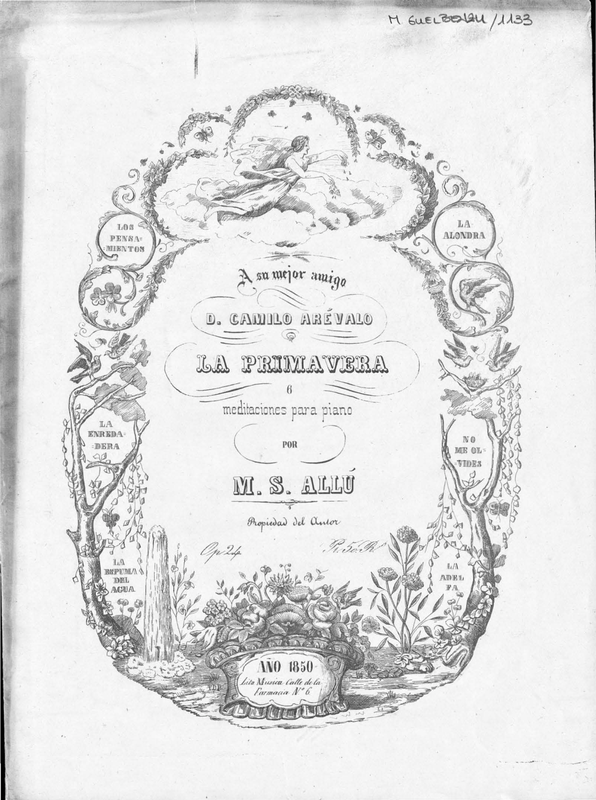 M GUELBENZU/1133
LOS
PENSA-
MIENTOS
LA
ALONDRA
A su mejor amigo
D. CAMILO ARÉVALO
LA PRIMAVERA
6
meditaciones para piano
POR
M. S. ALLÚ
Propiedad del Autor
Op 24
LA
ENREDA-
DERA
NO
ME OL-
VIDES
LA
ESPUMA
DEL
AGUA
LA
ADEL
FA
AÑO 1850
Lit. Música Calle de la
Farmacia Nº 6